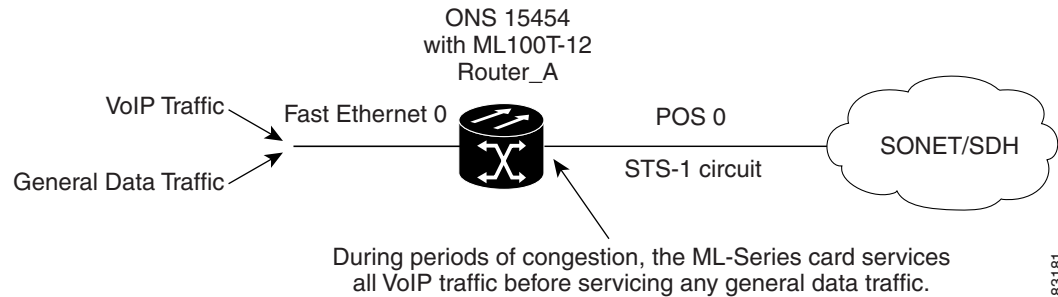 ONS 15454
with ML100T-12
Router_A
VoIP Traffic
Fast Ethernet 0
POS 0
SONET/SDH
General Data Traffic
STS-1 circuit
During periods of congestion, the ML-Series card services
all VoIP traffic before servicing any general data traffic.
83181